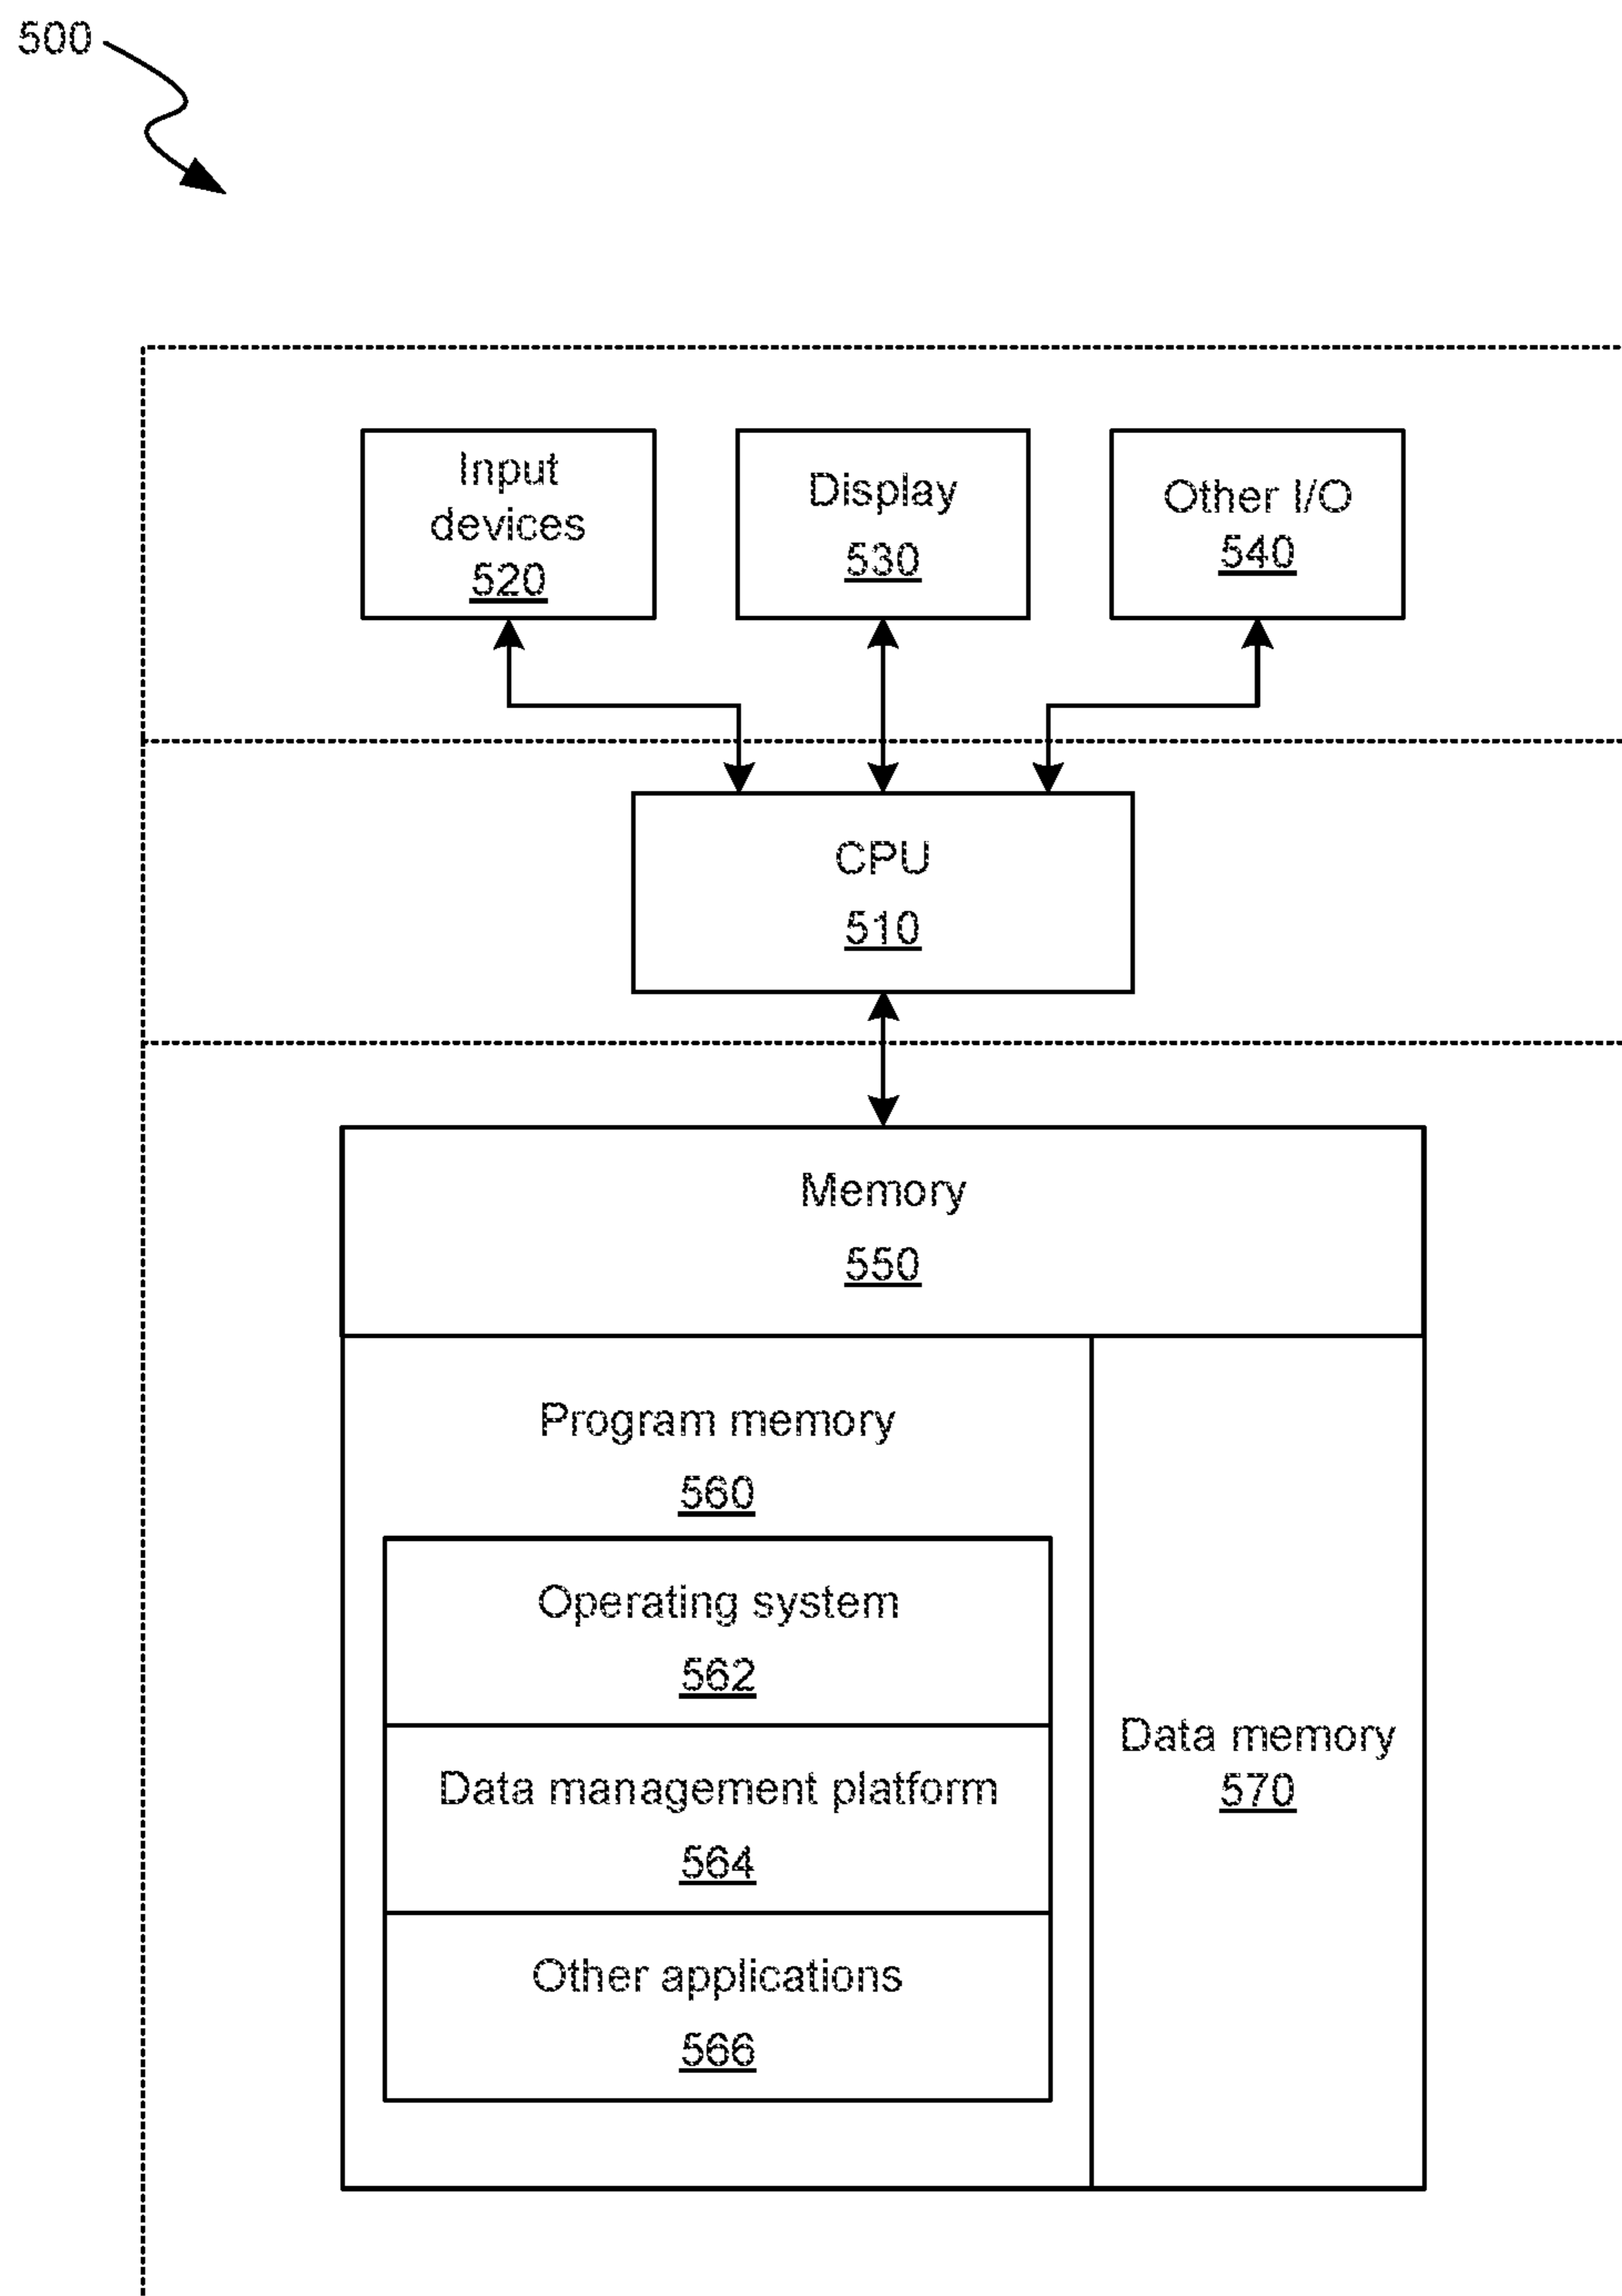 500
Input
devices
520
Display
530
Other I/O
540
CPU
510
Memory
550
Program memory
560
Operating system
562
Data management platform
564
Other applications
566
Data memory
570